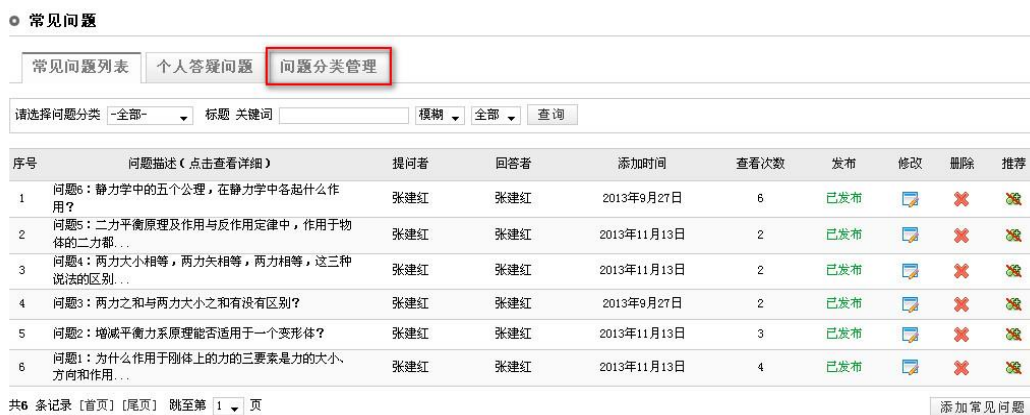 常见问题
常见问题列表 个人答疑问题 问题分类管理
请选择问题分类 -全部- 标题 关键词 模糊 全部 查询
序号 问题描述(点击查看详细) 提问者 回答者 添加时间 查看次数 发布 修改 删除 推荐
1 问题6:静力学中的五个公理,在静力学中各起什么作 张建红 张建红 2013年9月27日 6 已发布
用?
2 问题5:二力平衡原理及作用与反作用定律中,作用于物 张建红 张建红 2013年11月13日 2 已发布
体的二力都...
3 问题4:两力大小相等,两力矢相等,两力相等,这三种 张建红 张建红 2013年11月13日 2 已发布
说法的区别...
4 问题3:两力之和与两力大小之和有没有区别? 张建红 张建红 2013年9月27日 2 已发布
5 问题2:增减平衡力系原理能否适用于一个变形体? 张建红 张建红 2013年11月13日 3 已发布
6 问题1:为什么作用于刚体上的力的三要素是力的大小、 张建红 张建红 2013年11月13日 4 已发布
方向和作用...
共6 条记录 [首页] [尾页] 跳至第 1 页 添加常见问题